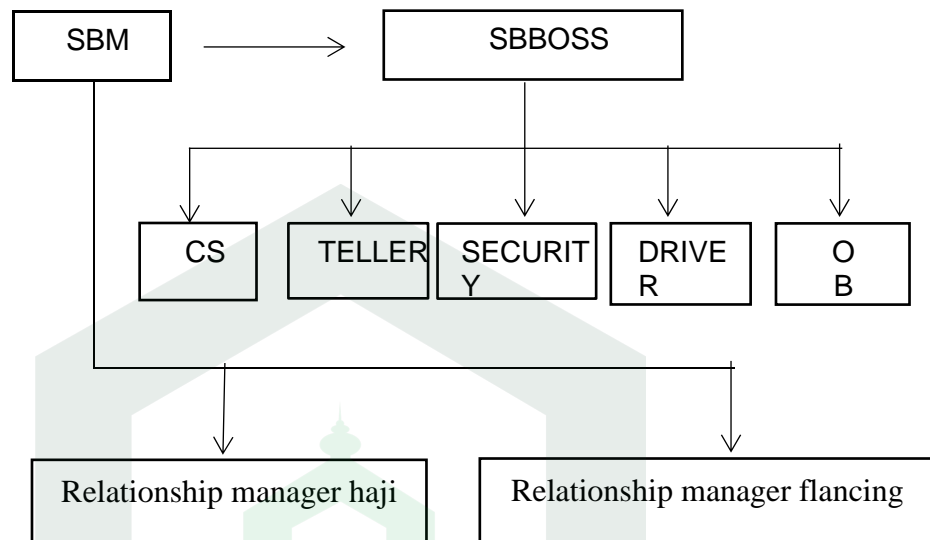 SBM
SBBOSS
CS
TELLER
SECURIT
Y
DRIVE
R
O
B
Relationship manager haji
Relationship manager flancing